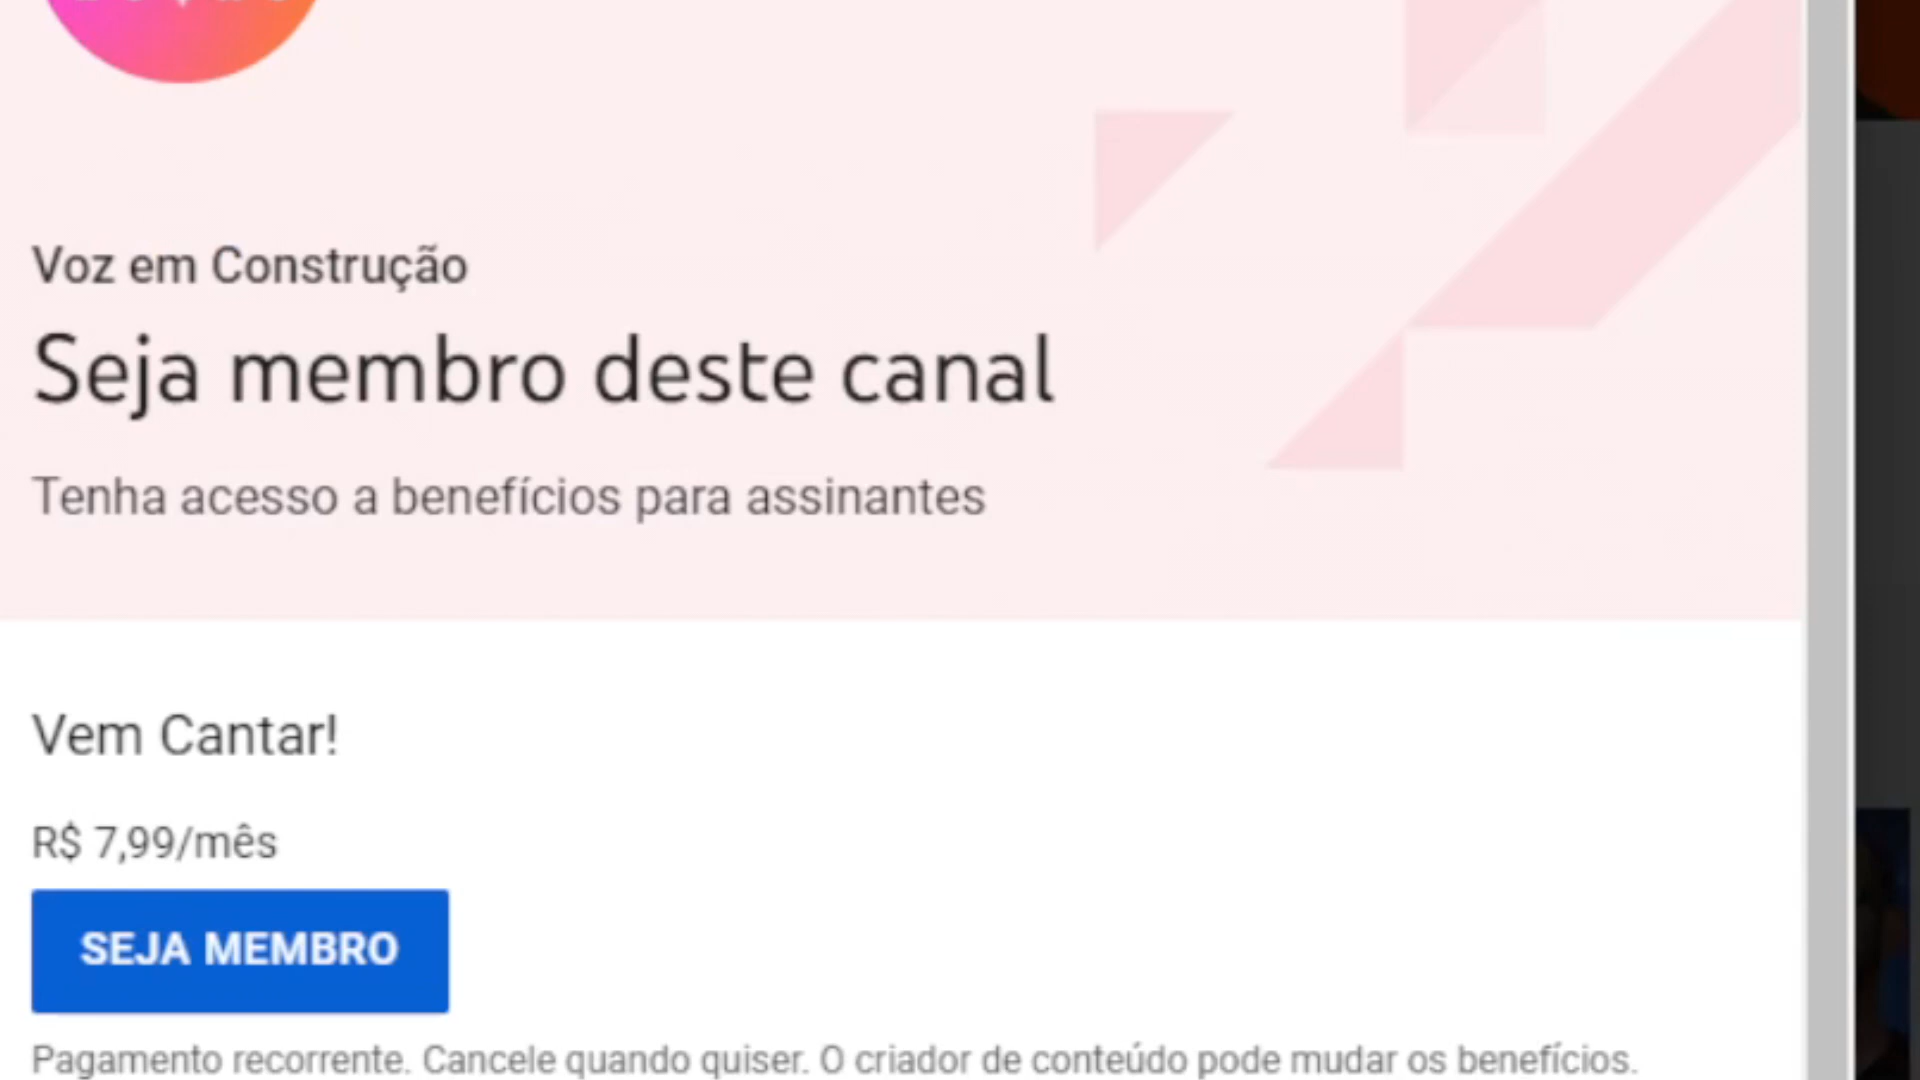 Voz em Construção
Seja membro deste canal
Tenha acesso a benefícios para assinantes
Vem Cantar!
R$ 7,99/mês
SEJA MEMBRO
Pagamento recorrente. Cancele quando quiser. O criador de conteúdo pode mudar os benefícios.